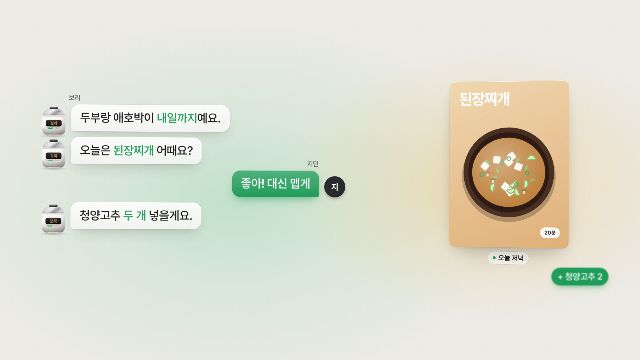 보리
두부랑 애호박이 내일까지예요.
오늘은 된장찌개 어때요?
지민
좋아! 대신 맵게
지
청양고추 두 개 넣을게요.
된장찌개
20분
오늘 저녁
+ 청양고추 2